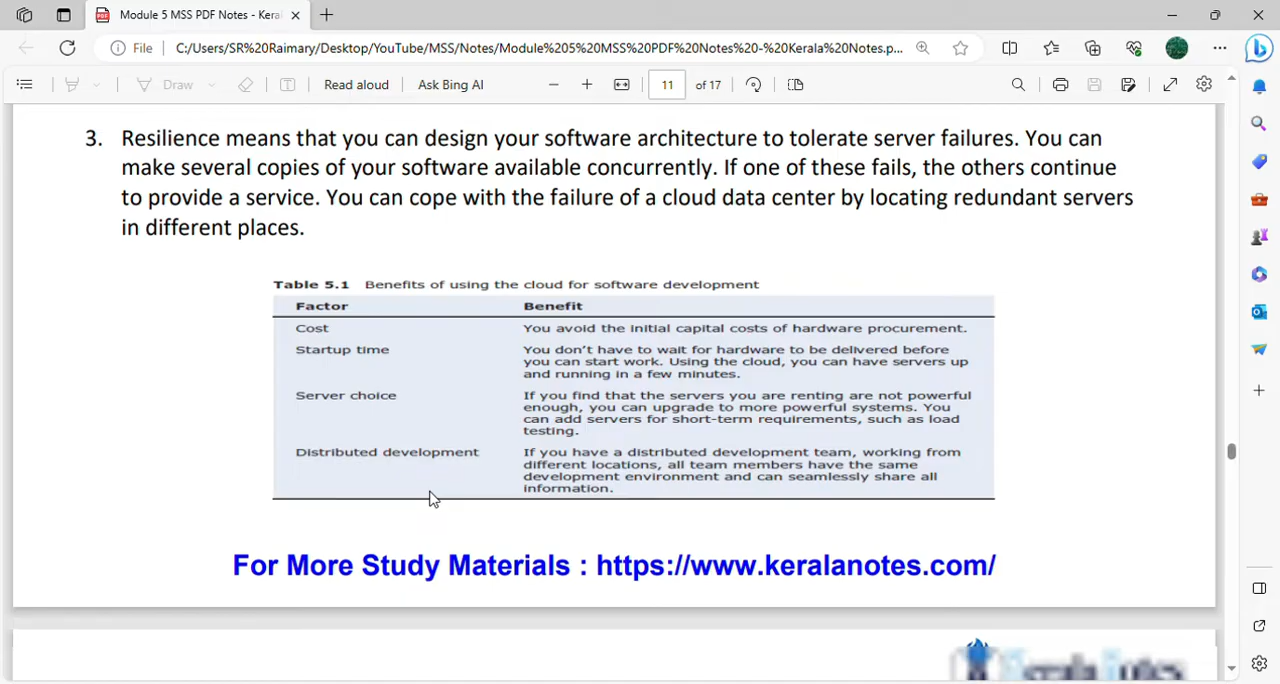 Module 5 MSS PDF Notes - Keral
File
C:/Users/SR%20Raimary/Desktop/YouTube/MSS/Notes/Module%205%20MSS%20PDF%20Notes%20-%20Kerala%20Notes.p...
Draw
Read aloud
Ask Bing AI
11 of 17
3. Resilience means that you can design your software architecture to tolerate server failures. You can
make several copies of your software available concurrently. If one of these fails, the others continue
to provide a service. You can cope with the failure of a cloud data center by locating redundant servers
in different places.
Table 5.1 Benefits of using the cloud for software development
Factor Benefit
Cost You avoid the initial capital costs of hardware procurement.
Startup time You don't have to wait for hardware to be delivered before
you can start work. Using the cloud, you can have servers up
and running in a few minutes.
Server choice If you find that the servers you are renting are not powerful
enough, you can upgrade to more powerful systems. You
can add servers for short-term requirements, such as load
testing.
Distributed development If you have a distributed development team, working from
different locations, all team members have the same
development environment and can seamlessly share all
information.
For More Study Materials : https://www.keralanotes.com/